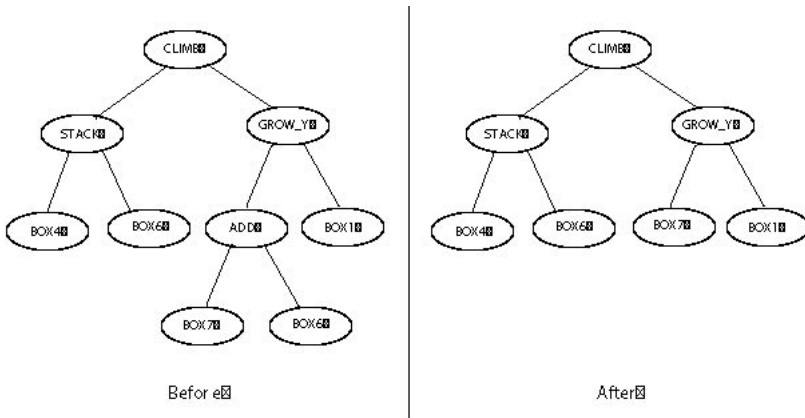 CLIMB
CLIMB
STACK
GROW_Y
STACK
GROW_Y
BOX4
BOX6
ADD
BOX1
BOX4
BOX6
BOX7
BOX1
BOX7
BOX6
Before
After